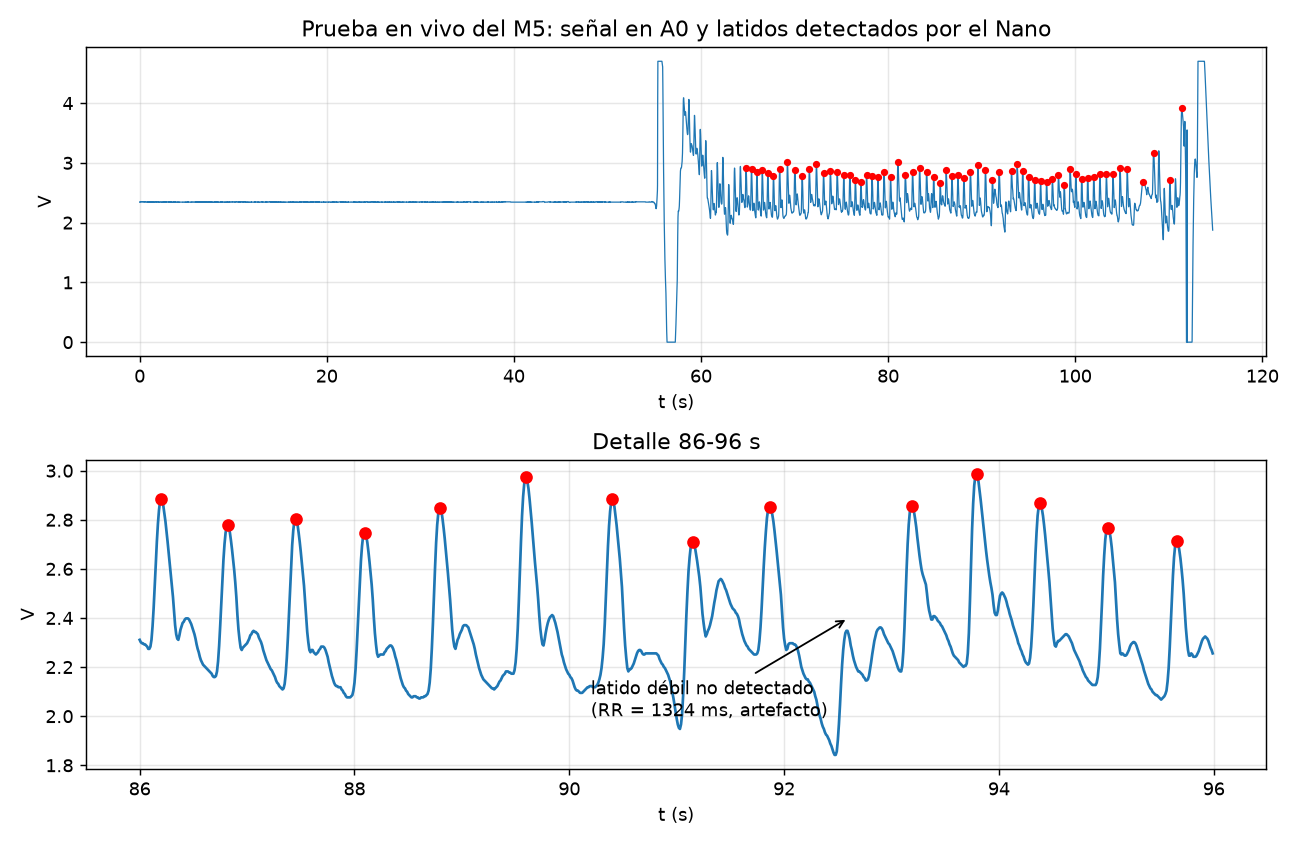 Prueba en vivo del M5: señal en A0 y latidos detectados por el Nano
4
3
2
1
0
V
0 20 40 60 80 100 120
t (s)
Detalle 86-96 s
3.0
2.8
2.6
2.4
2.2
2.0
1.8
V
latido débil no detectado
(RR = 1324 ms, artefacto)
86 88 90 92 94 96
t (s)